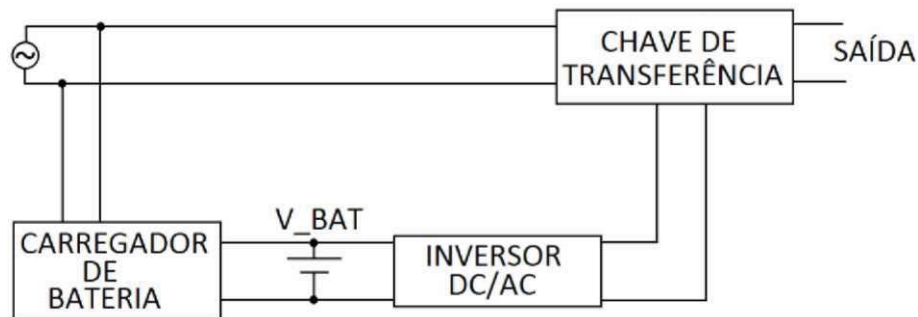 CHAVE DE
TRANSFERÊNCIA
SAÍDA
V_BAT
CARREGADOR
DE
BATERIA
INVERSOR
DC/AC